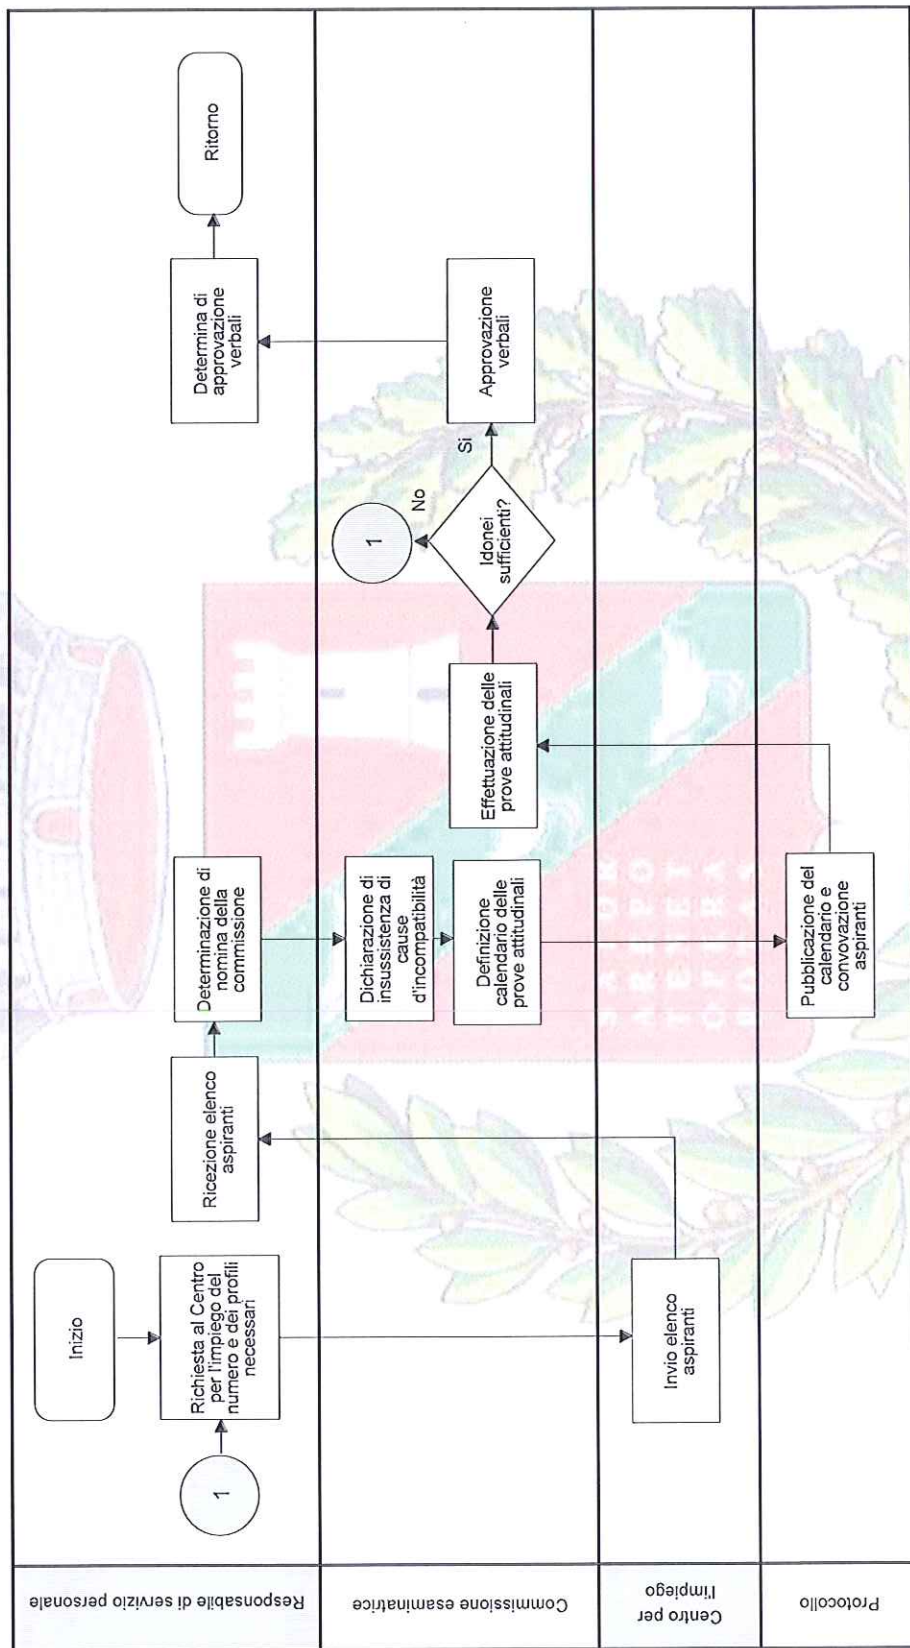 Responsabile di servizio personale
Inizio
1
Richiesta al Centro
per l'impiego del
numero e dei profili
necessari
Ricezione elenco
aspiranti
Determinazione di
nomina della
commissione
Determina di
approvazione
verbali
Ritorno
Commissione esaminatrice
Dichiarazione di
insussistenza di
cause
d'incompatibilità
Definizione
calendario delle
prove attitudinali
Effettuazione delle
prove attitudinali
Idonei
sufficienti?
No
1
Si
Approvazione
verbali
Centro per
l'impiego
Invio elenco
aspiranti
Protocollo
Pubblicazione del
calendario e
convovazione
aspiranti